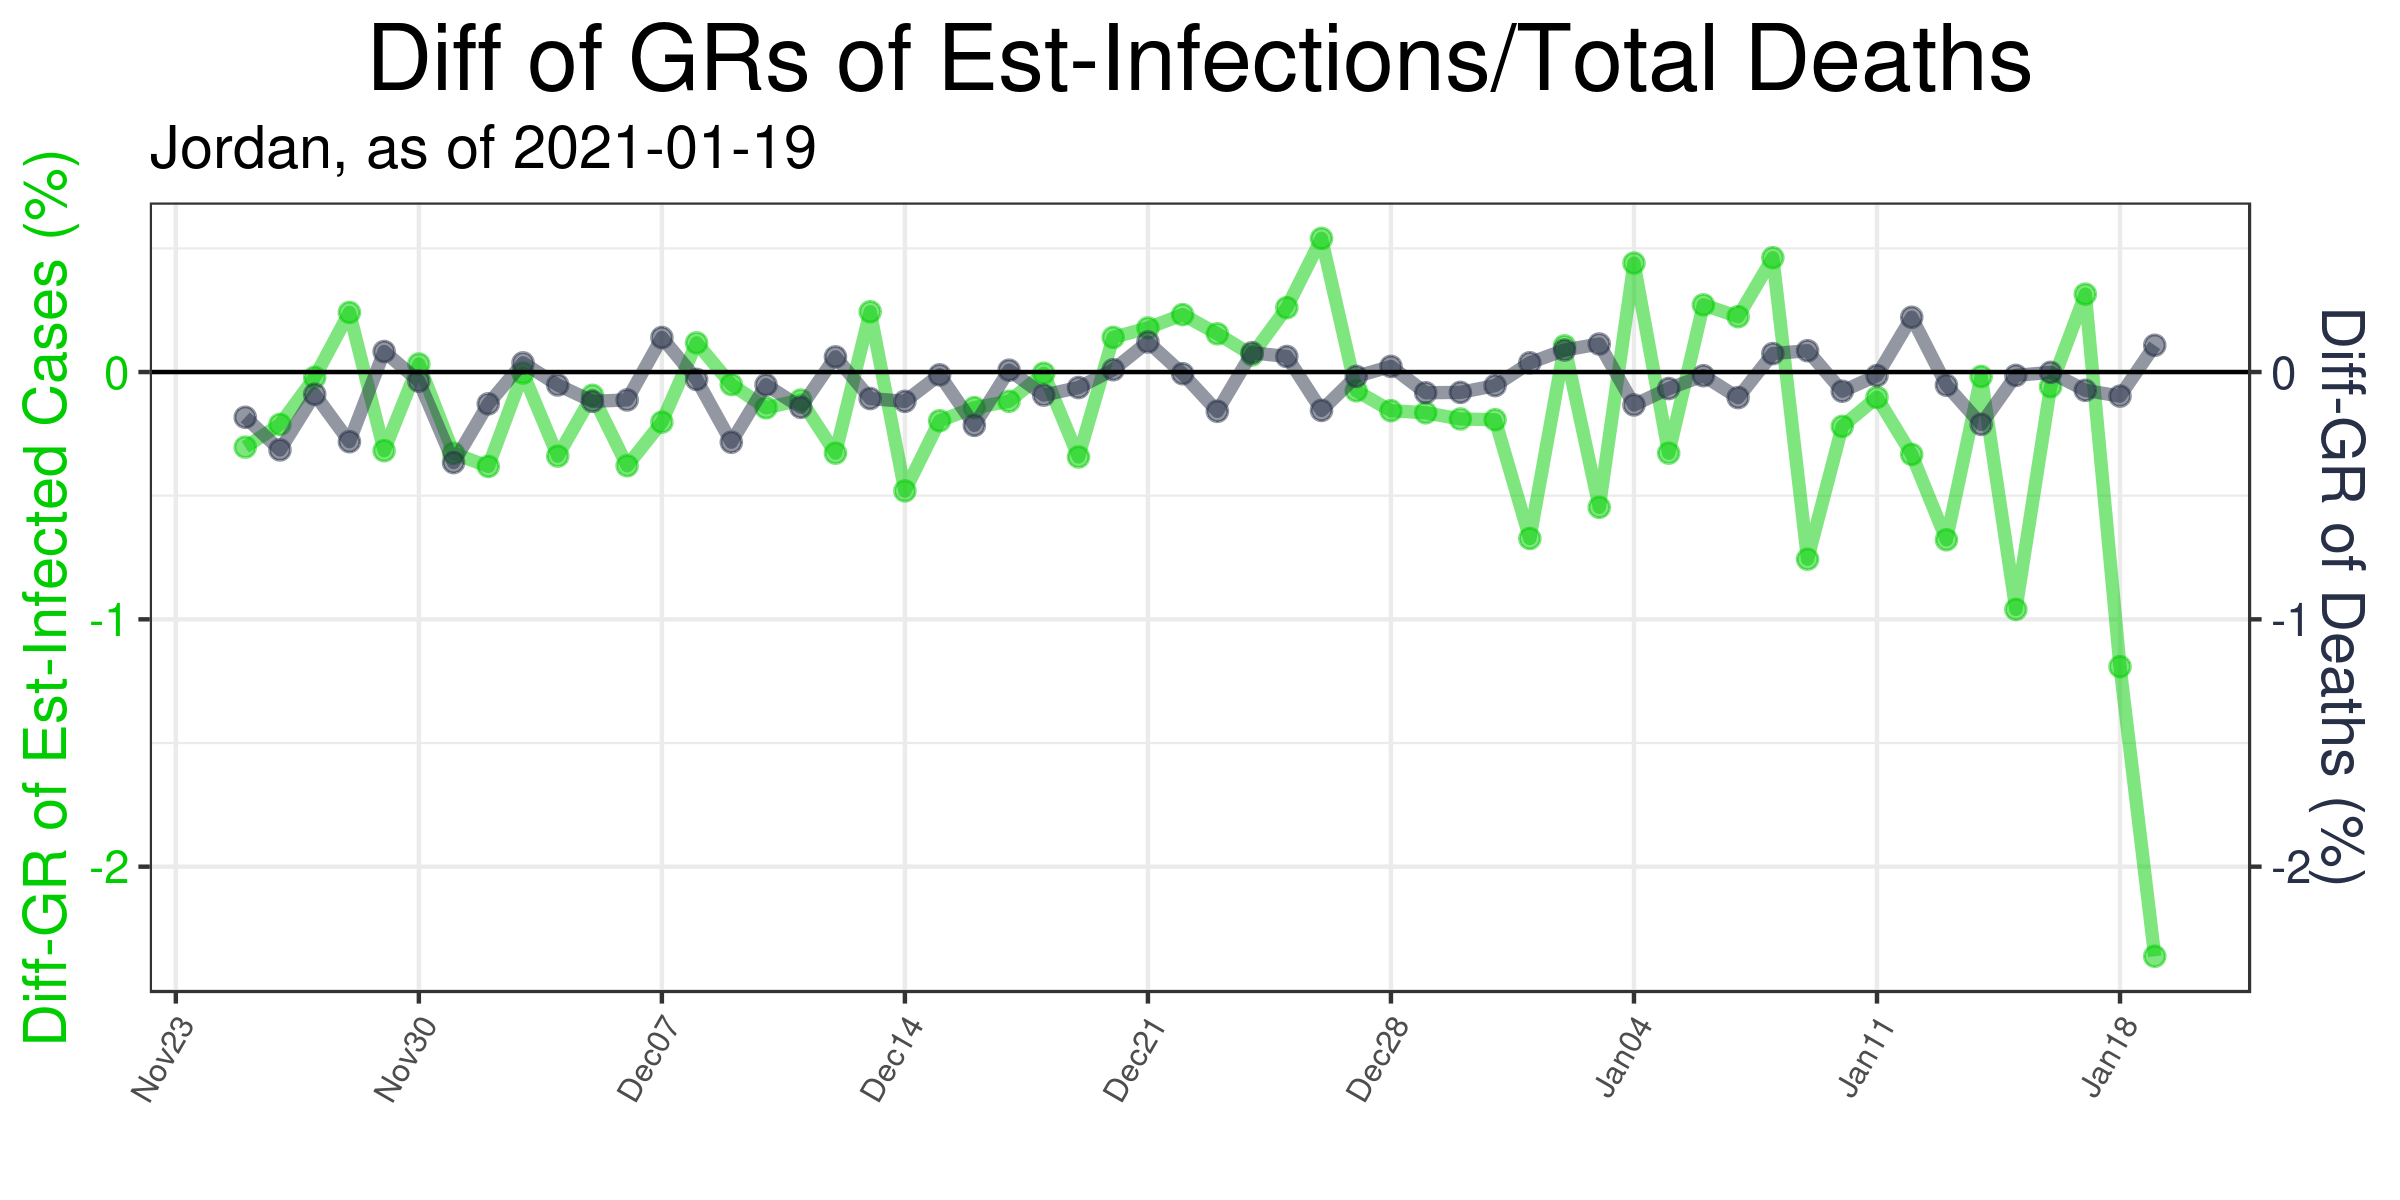 Diff of GRs of Est-Infections/Total Deaths
Jordan, as of 2021-01-19
Diff-GR of Est-Infected Cases (%)
0
-1
-2
0
-1
-2
Diff-GR of Deaths (%)
Nov23
Nov30
Dec07
Dec14
Dec21
Dec28
Jan04
Jan11
Jan18